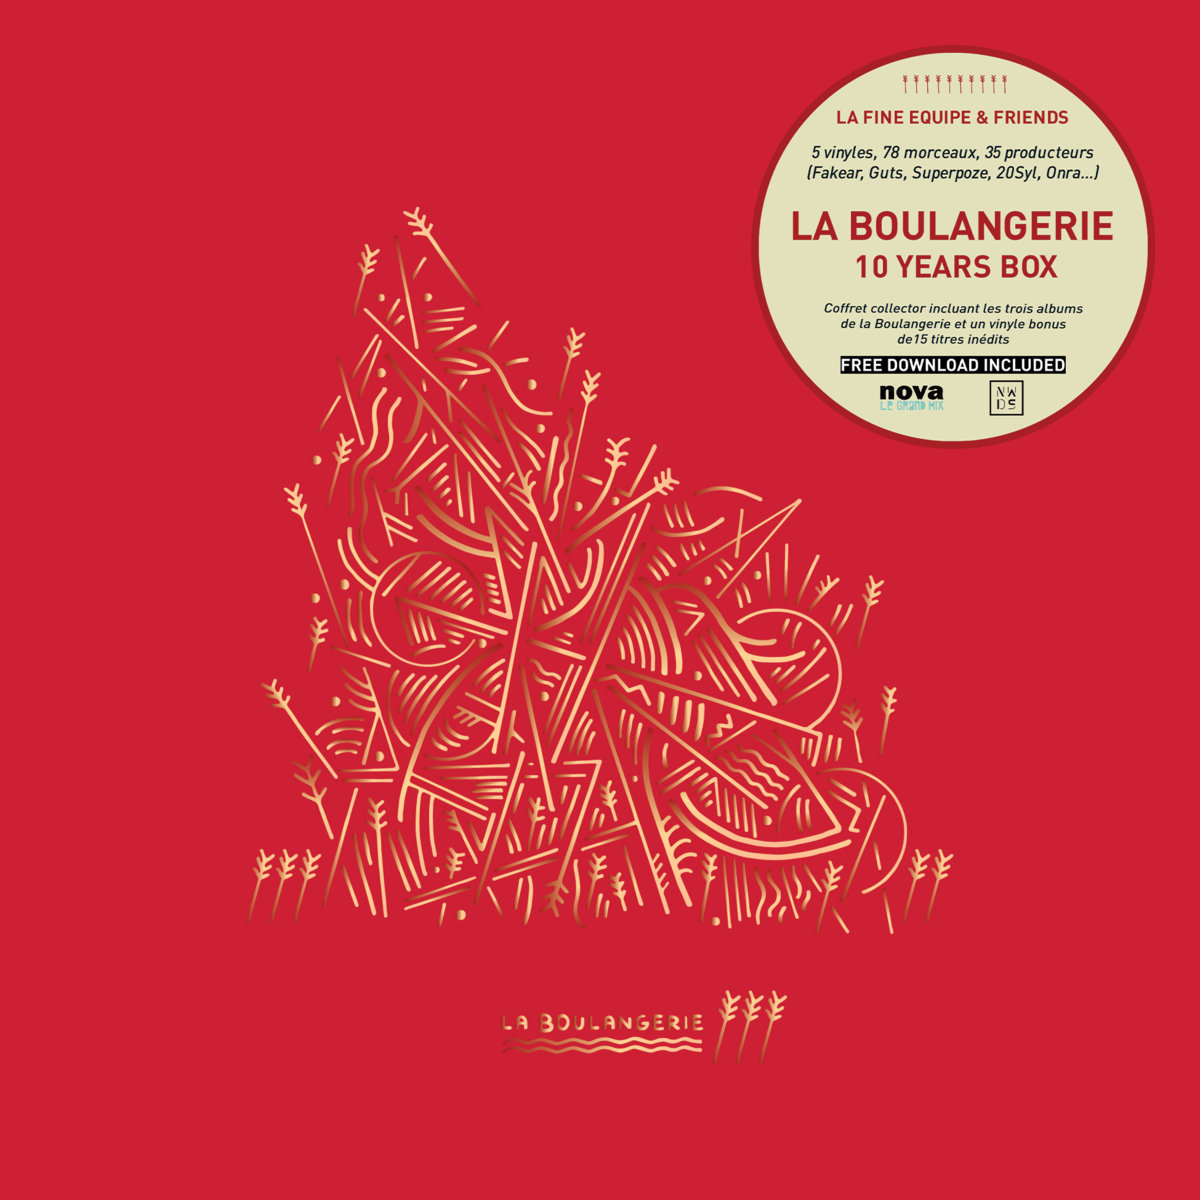 LA FINE EQUIPE & FRIENDS
5 vinyles, 78 morceaux, 35 producteurs
(Fakear, Guts, Superpoze, 20Syl, Onra...)
LA BOULANGERIE
10 YEARS BOX
Coffret collector incluant les trois albums
de la Boulangerie et un vinyle bonus
de15 titres inédits
FREE DOWNLOAD INCLUDED
nova
LE GRAND MIX
NW
DS
LA BOULANGERIE